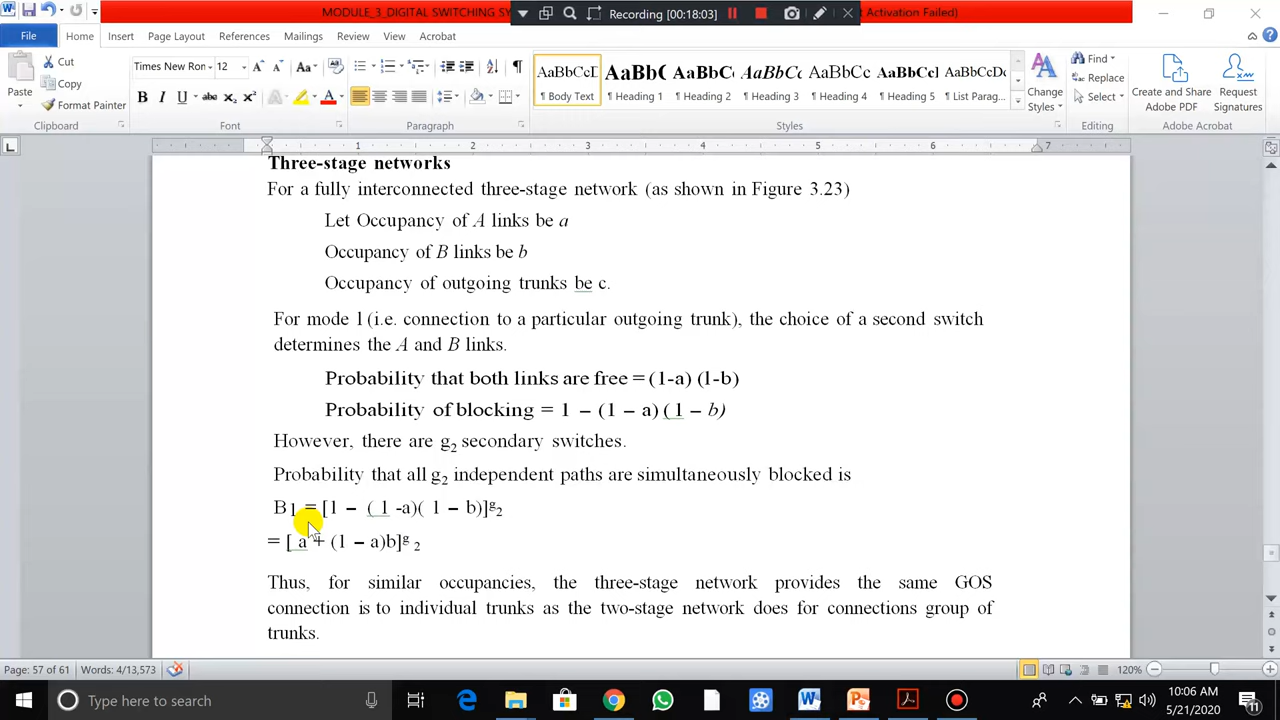 MODULE_3_DIGITAL SWITCHING SY
Recording [00:18:03]
t Activation Failed)
File Home Insert Page Layout References Mailings Review View Acrobat
Paste
Cut
Copy
Format Painter
Clipboard
Times New Ron 12
Font
Paragraph
AaBbCcD AaBbC AaBbCc AaBbCc AaBbCcI AaBbCcI AaBbCcDc
¶ Body Text Heading 1 Heading 2 Heading 3 Heading 4 Heading 5 ¶ List Parag...
Styles
Change Styles
Find
Replace
Select
Editing
Create and Share Adobe PDF
Request Signatures
Adobe Acrobat
1 2 3 4 5 6 7
Three-stage networks
For a fully interconnected three-stage network (as shown in Figure 3.23)
Let Occupancy of A links be a
Occupancy of B links be b
Occupancy of outgoing trunks be c.
For mode l (i.e. connection to a particular outgoing trunk), the choice of a second switch
determines the A and B links.
Probability that both links are free = (1-a) (l-b)
Probability of blocking = 1 – (1 – a) ( 1 – b)
However, there are g2 secondary switches.
Probability that all g2 independent paths are simultaneously blocked is
B1 = [1 – ( 1 -a)( 1 – b)]g2
= [ a + (1 – a)b]g 2
Thus, for similar occupancies, the three-stage network provides the same GOS
connection is to individual trunks as the two-stage network does for connections group of
trunks.
Page: 57 of 61 Words: 4/13,573 120%
Type here to search
10:06 AM
5/21/2020
11